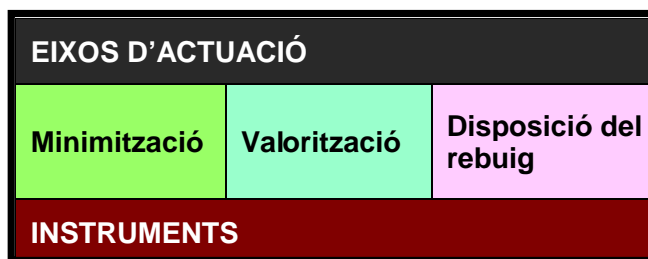 EIXOS D’ACTUACIÓ
Minimització
Valorització
Disposició del
rebuig
INSTRUMENTS